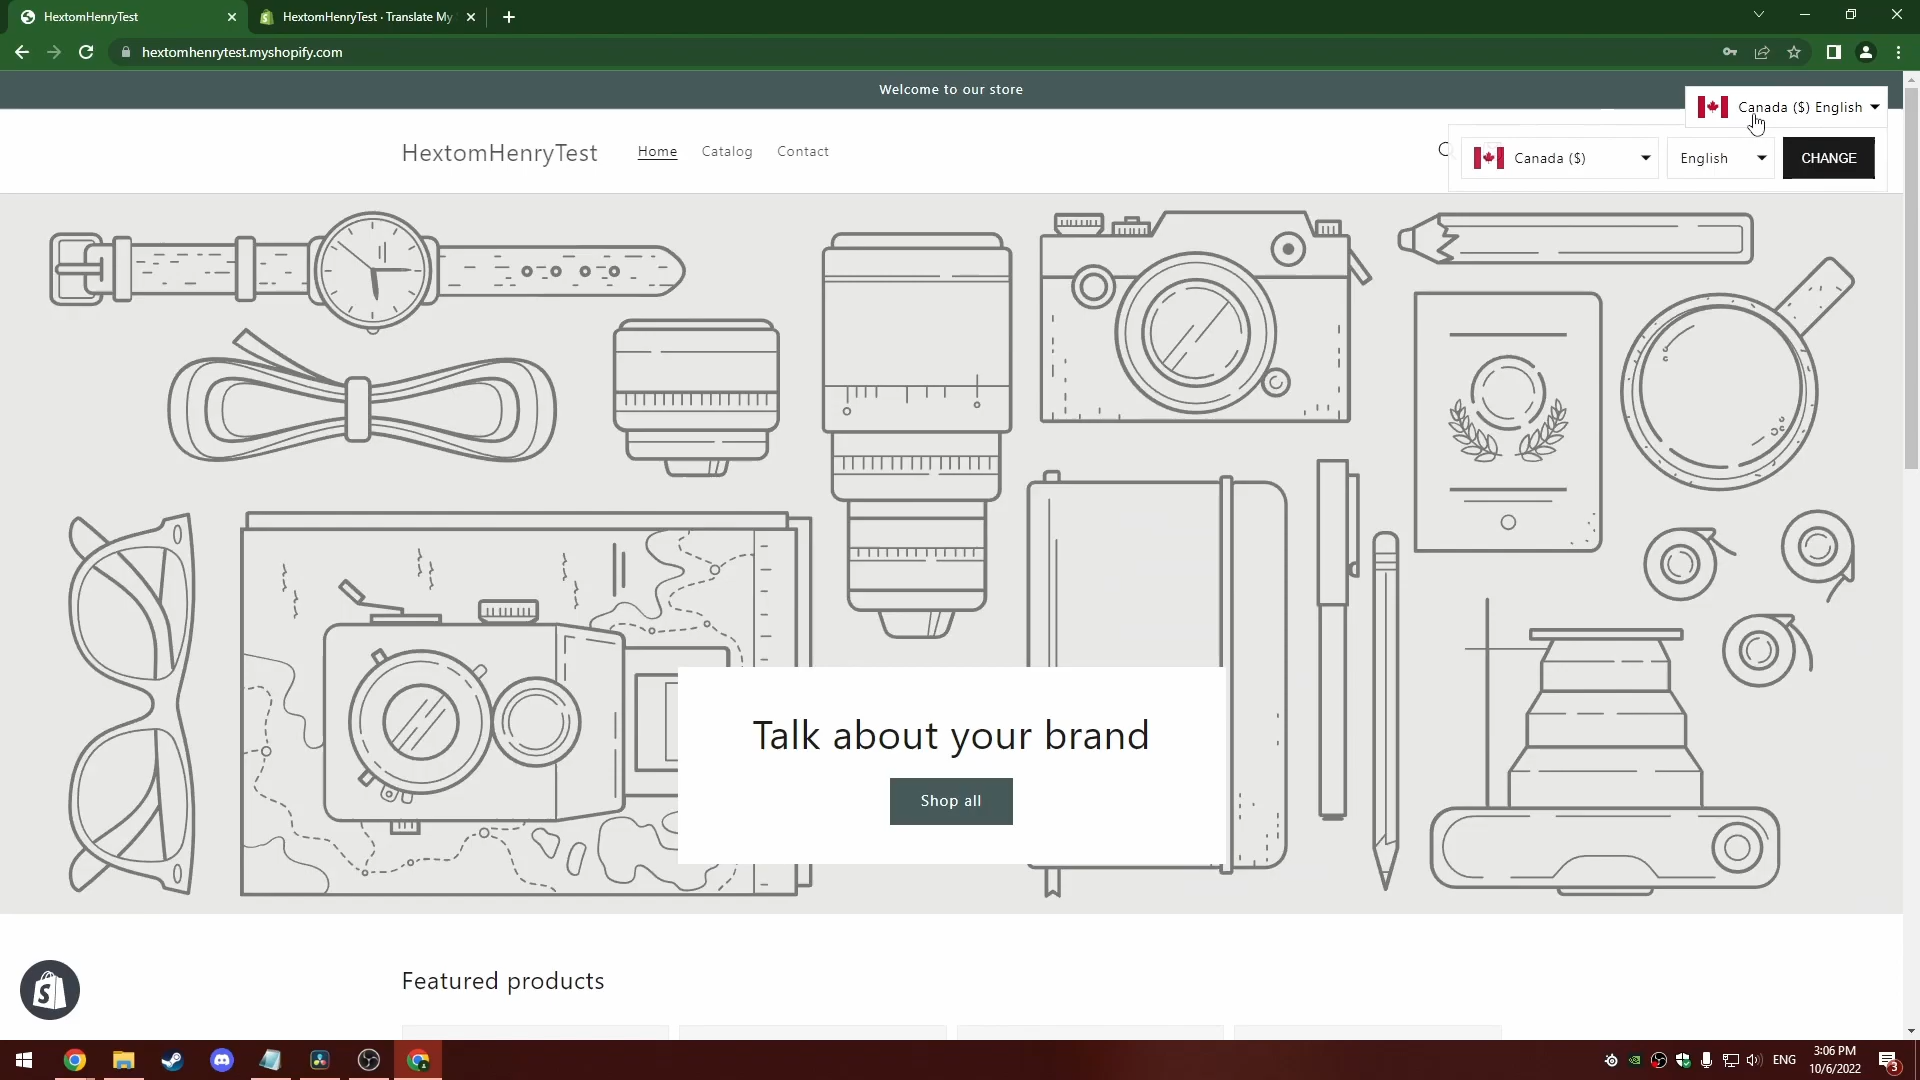 HextomHenryTest
HextomHenryTest · Translate My
hextomhenrytest.myshopify.com
Welcome to our store
Canada ($) English
HextomHenryTest
Home
Catalog
Contact
Canada ($)
English
CHANGE
Talk about your brand
Shop all
Featured products
ENG
3:06 PM
10/6/2022
3